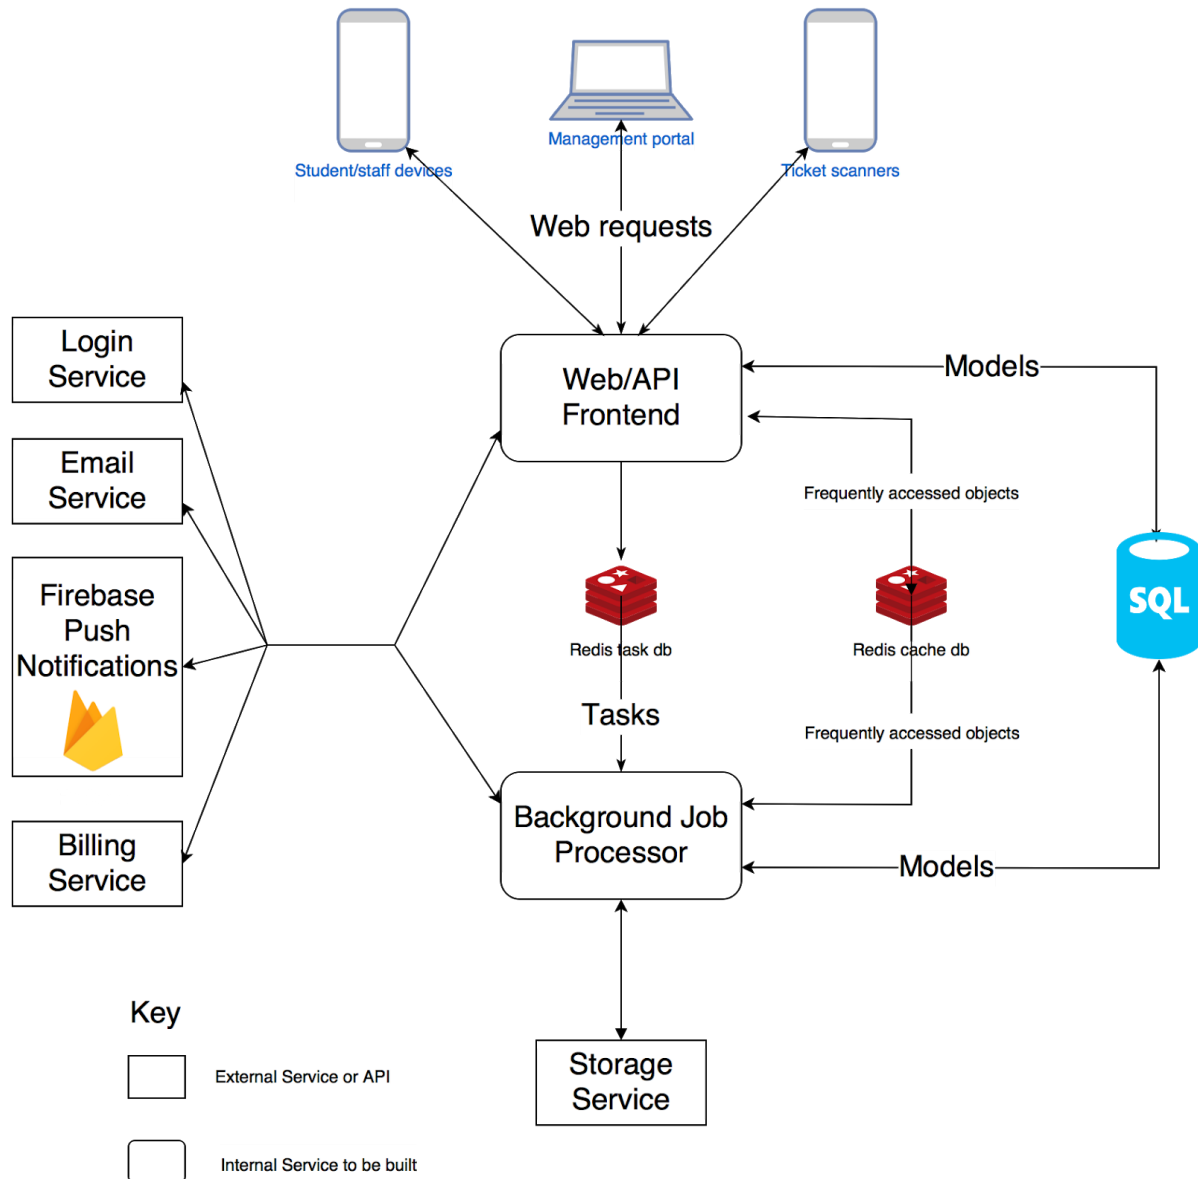 Student/staff devices
Management portal
Ticket scanners
Web requests
Login
Service
Email
Service
Firebase
Push
Notifications
Billing
Service
Web/API
Frontend
Models
Frequently accessed objects
Redis task db
Redis cache db
SQL
Tasks
Frequently accessed objects
Background Job
Processor
Models
Storage
Service
Key
External Service or API
Internal Service to be built